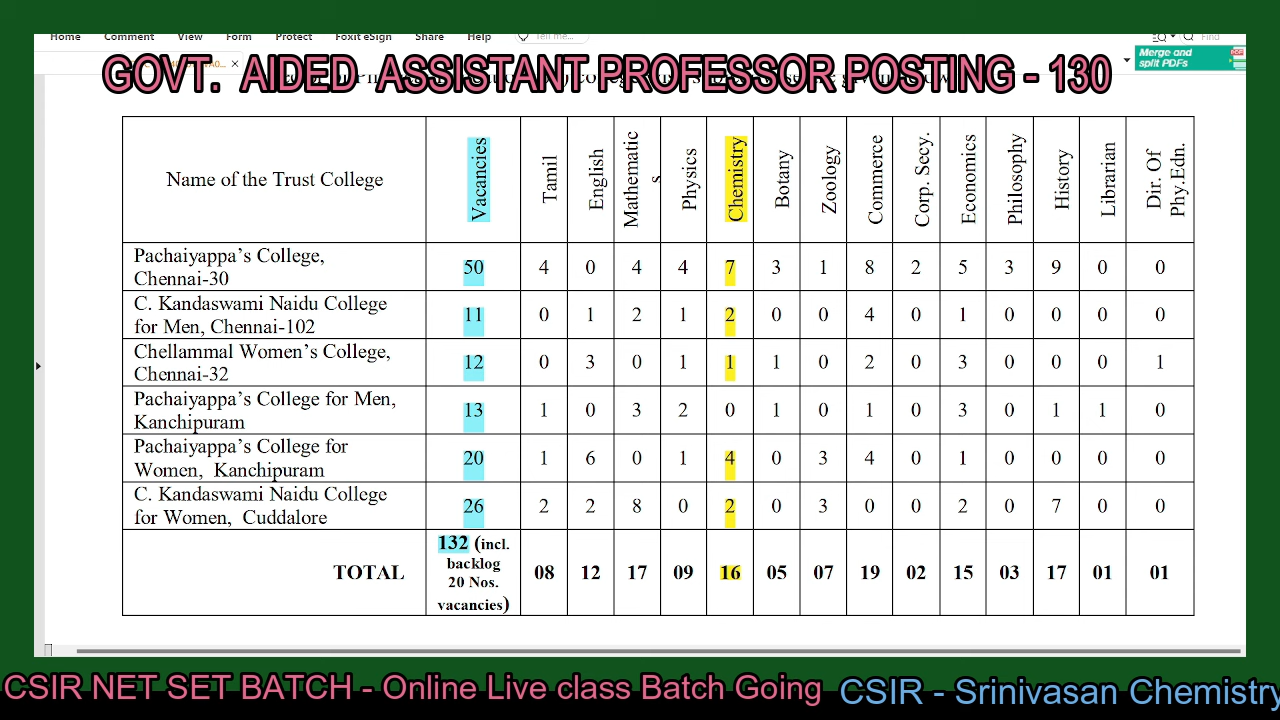 Home Comment View Form Protect Foxit eSign Share Help Tell me... Find
GOVT. AIDED ASSISTANT PROFESSOR POSTING - 130
Merge and
split PDFs
Name of the Trust College Vacancies Tamil English Mathematics Physics Chemistry Botany Zoology Commerce Corp. Secy. Economics Philosophy History Librarian Dir. Of Phy.Edn.
Pachaiyappa’s College,
Chennai-30 50 4 0 4 4 7 3 1 8 2 5 3 9 0 0
C. Kandaswami Naidu College
for Men, Chennai-102 11 0 1 2 1 2 0 0 4 0 1 0 0 0 0
Chellammal Women’s College,
Chennai-32 12 0 3 0 1 1 1 0 2 0 3 0 0 0 1
Pachaiyappa’s College for Men,
Kanchipuram 13 1 0 3 2 0 1 0 1 0 3 0 1 1 0
Pachaiyappa’s College for
Women, Kanchipuram 20 1 6 0 1 4 0 3 4 0 1 0 0 0 0
C. Kandaswami Naidu College
for Women, Cuddalore 26 2 2 8 0 2 0 3 0 0 2 0 7 0 0
TOTAL 132 (incl.
backlog
20 Nos.
vacancies) 08 12 17 09 16 05 07 19 02 15 03 17 01 01
CSIR NET SET BATCH - Online Live class Batch Going CSIR - Srinivasan Chemistry